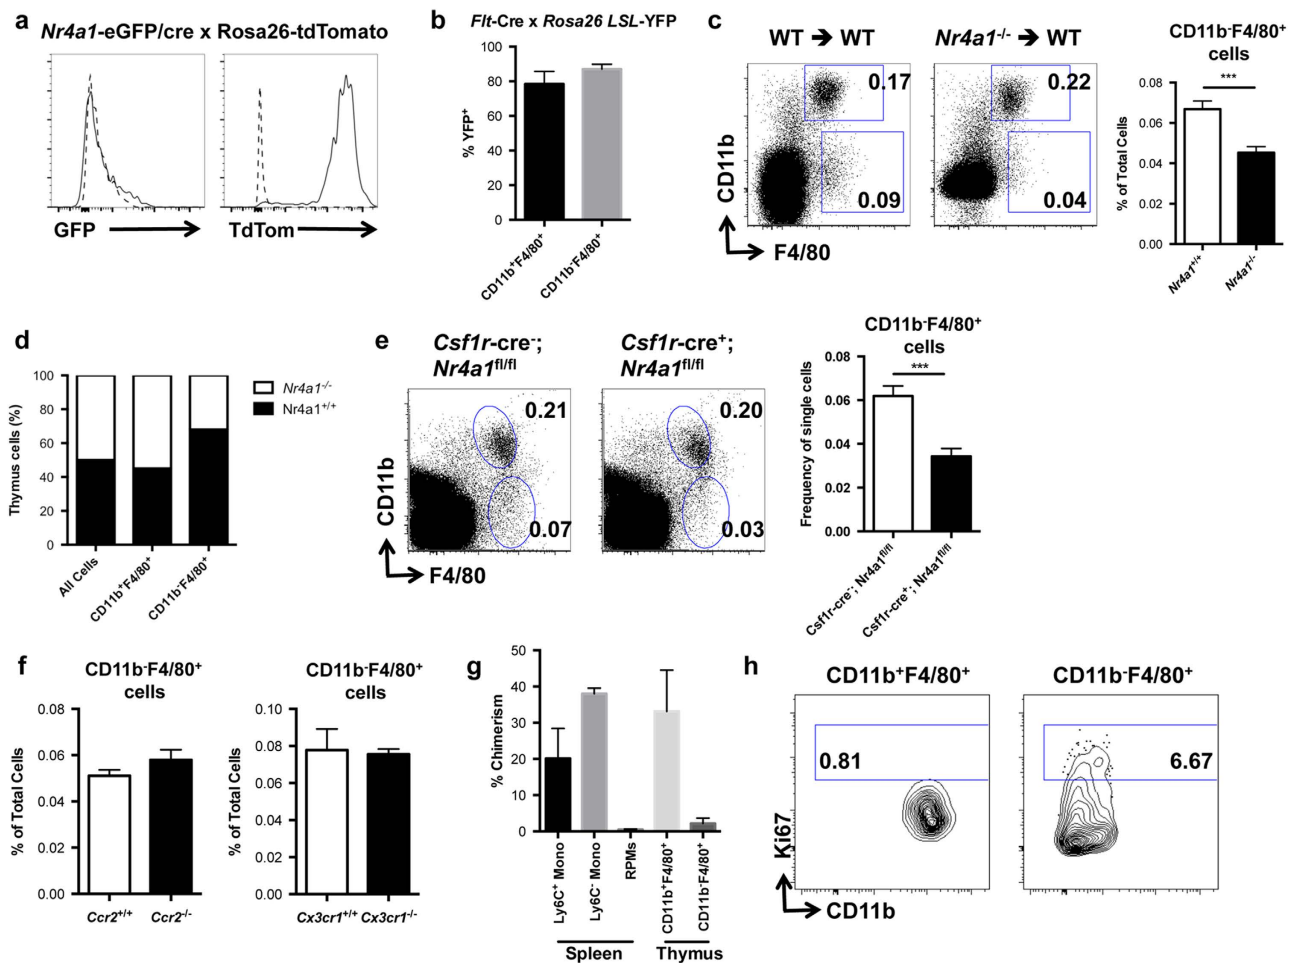 a
Nr4a1-eGFP/cre x Rosa26-tdTomato
GFP
TdTom
b
Flt-Cre x Rosa26 LSL-YFP
100
80
60
40
20
0
% YFP⁺
CD11b⁺F4/80⁺
CD11b⁻F4/80⁺
c
WT → WT
Nr4a1⁻/⁻ → WT
0.17
0.09
0.22
0.04
CD11b
F4/80
CD11b⁻F4/80⁺
cells
***
0.08
0.06
0.04
0.02
0.00
% of Total Cells
Nr4a1⁺/⁺
Nr4a1⁻/⁻
d
100
80
60
40
20
0
Thymus cells (%)
Nr4a1⁻/⁻
Nr4a1⁺/⁺
All Cells
CD11b⁺F4/80⁺
CD11b⁻F4/80⁺
e
Csf1r-cre⁻;
Nr4a1fl/fl
Csf1r-cre⁺;
Nr4a1fl/fl
0.21
0.07
0.20
0.03
CD11b
F4/80
CD11b⁻F4/80⁺
cells
***
0.08
0.06
0.04
0.02
0.00
Frequency of single cells
Csf1r-cre⁻; Nr4a1fl/fl
Csf1r-cre⁺; Nr4a1fl/fl
f
CD11b⁻F4/80⁺
cells
0.08
0.06
0.04
0.02
0.00
% of Total Cells
Ccr2⁺/⁺
Ccr2⁻/⁻
CD11b⁻F4/80⁺
cells
0.10
0.08
0.06
0.04
0.02
0.00
% of Total Cells
Cx3cr1⁺/⁺
Cx3cr1⁻/⁻
g
50
40
30
20
10
0
% Chimerism
Ly6C⁺ Mono
Ly6C⁻ Mono
RPMs
CD11b⁺F4/80⁺
CD11b⁻F4/80⁺
Spleen
Thymus
h
CD11b⁺F4/80⁺
CD11b⁻F4/80⁺
0.81
6.67
Ki67
CD11b